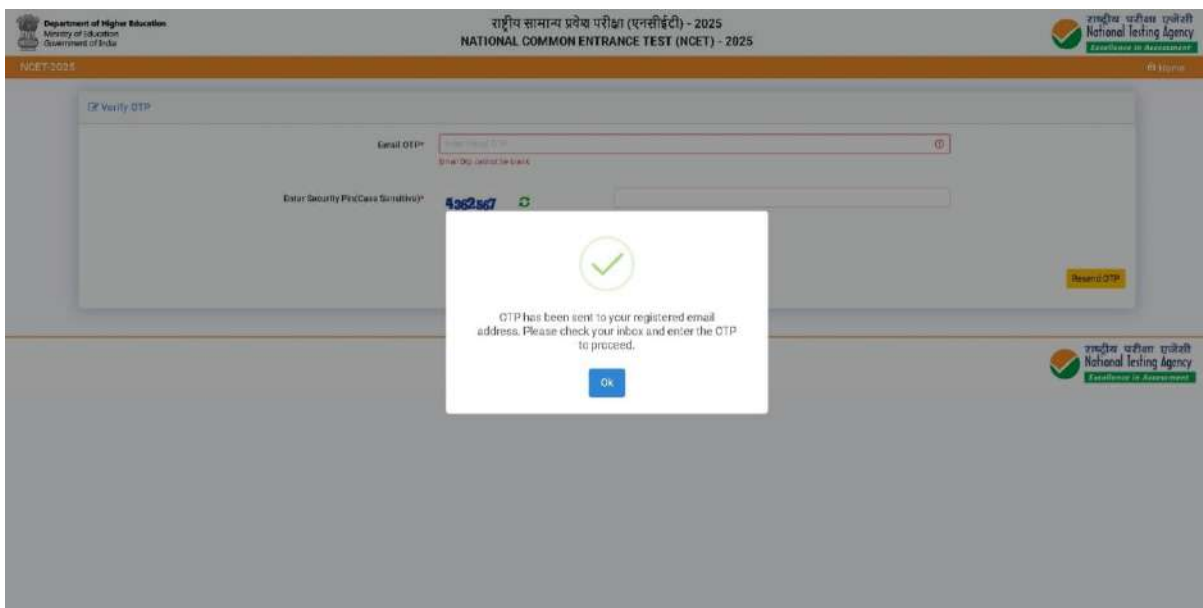 Department of Higher Education
Ministry of Education
Government of India
राष्ट्रीय सामान्य प्रवेश परीक्षा (एनसीईटी) - 2025
NATIONAL COMMON ENTRANCE TEST (NCET) - 2025
राष्ट्रीय परीक्षा एजेंसी
National Testing Agency
Excellence in Assessment
NCET-2025
Home
Verify OTP
Email OTP*
Email Otp cannot be blank
Enter Security Pin(Case Sensitive)*
4362567
Resend OTP
OTP has been sent to your registered email
address. Please check your inbox and enter the OTP
to proceed.
Ok
राष्ट्रीय परीक्षा एजेंसी
National Testing Agency
Excellence in Assessment